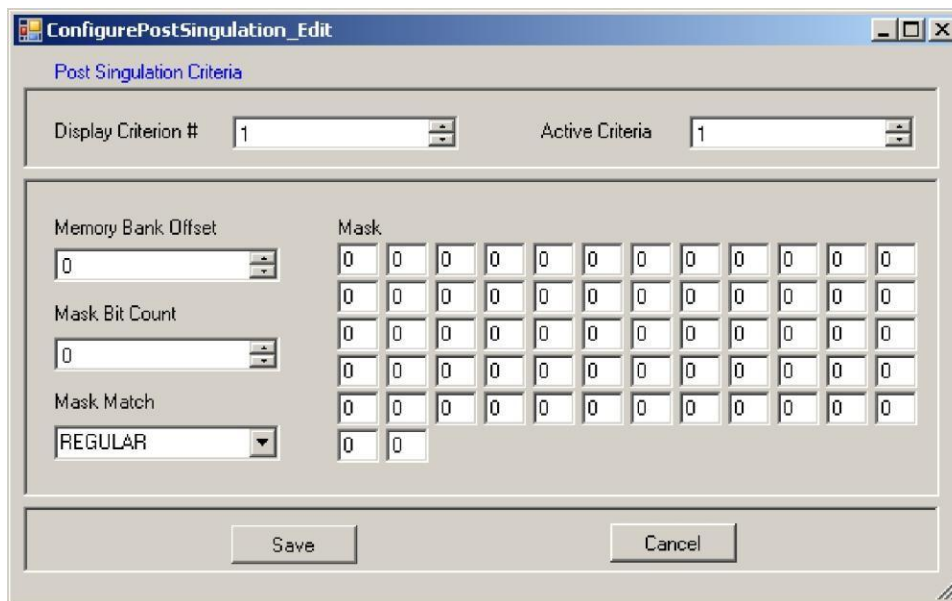 ConfigurePostSingulation_Edit
Post Singulation Criteria
Display Criterion #
1
Active Criteria
1
Memory Bank Offset
0
Mask Bit Count
0
Mask Match
REGULAR
Mask
0 0 0 0 0 0 0 0 0 0 0 0
0 0 0 0 0 0 0 0 0 0 0 0
0 0 0 0 0 0 0 0 0 0 0 0
0 0 0 0 0 0 0 0 0 0 0 0
0 0 0 0 0 0 0 0 0 0 0 0
0 0
Save
Cancel